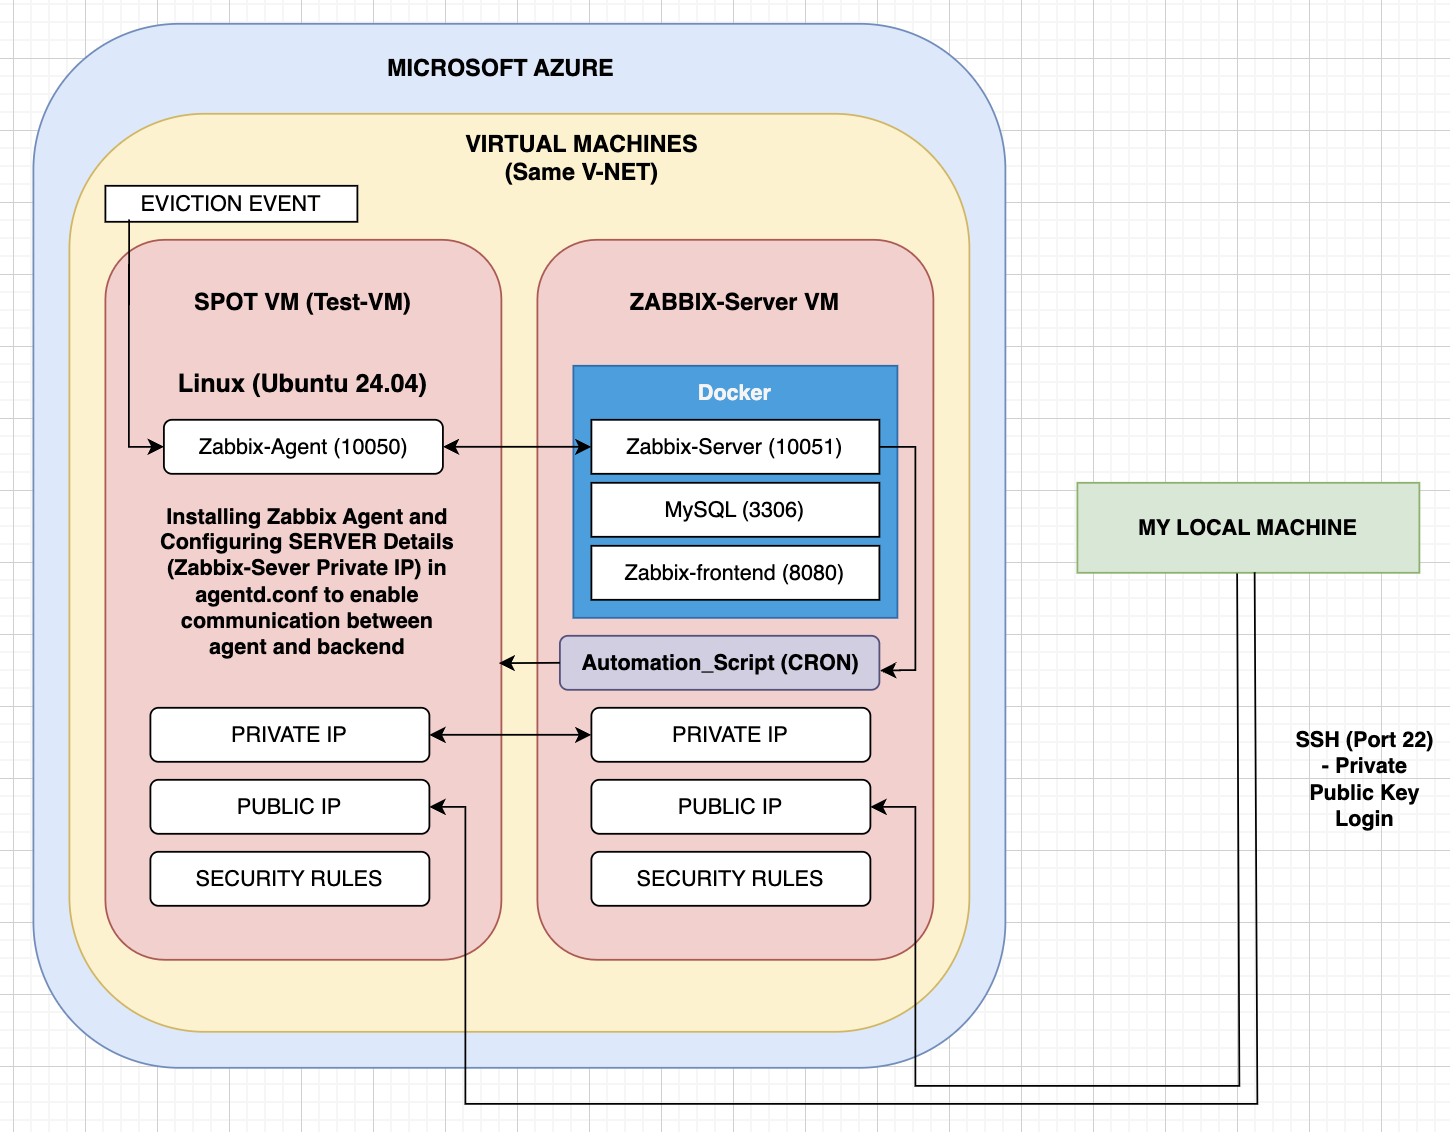 MICROSOFT AZURE
VIRTUAL MACHINES
(Same V-NET)
EVICTION EVENT
SPOT VM (Test-VM)
Linux (Ubuntu 24.04)
Zabbix-Agent (10050)
Installing Zabbix Agent and
Configuring SERVER Details
(Zabbix-Sever Private IP) in
agentd.conf to enable
communication between
agent and backend
PRIVATE IP
PUBLIC IP
SECURITY RULES
ZABBIX-Server VM
Docker
Zabbix-Server (10051)
MySQL (3306)
Zabbix-frontend (8080)
Automation_Script (CRON)
PRIVATE IP
PUBLIC IP
SECURITY RULES
MY LOCAL MACHINE
SSH (Port 22)
- Private
Public Key
Login